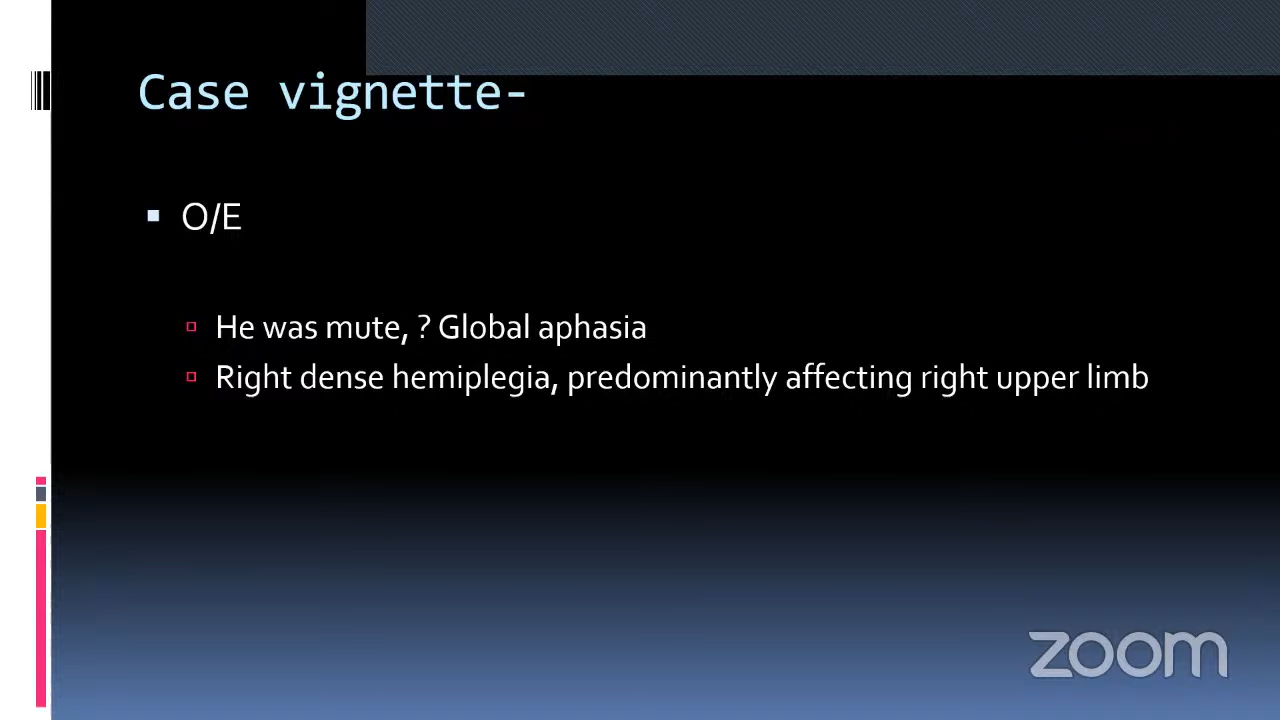 Case vignette-
O/E
He was mute, ? Global aphasia
Right dense hemiplegia, predominantly affecting right upper limb
zoom